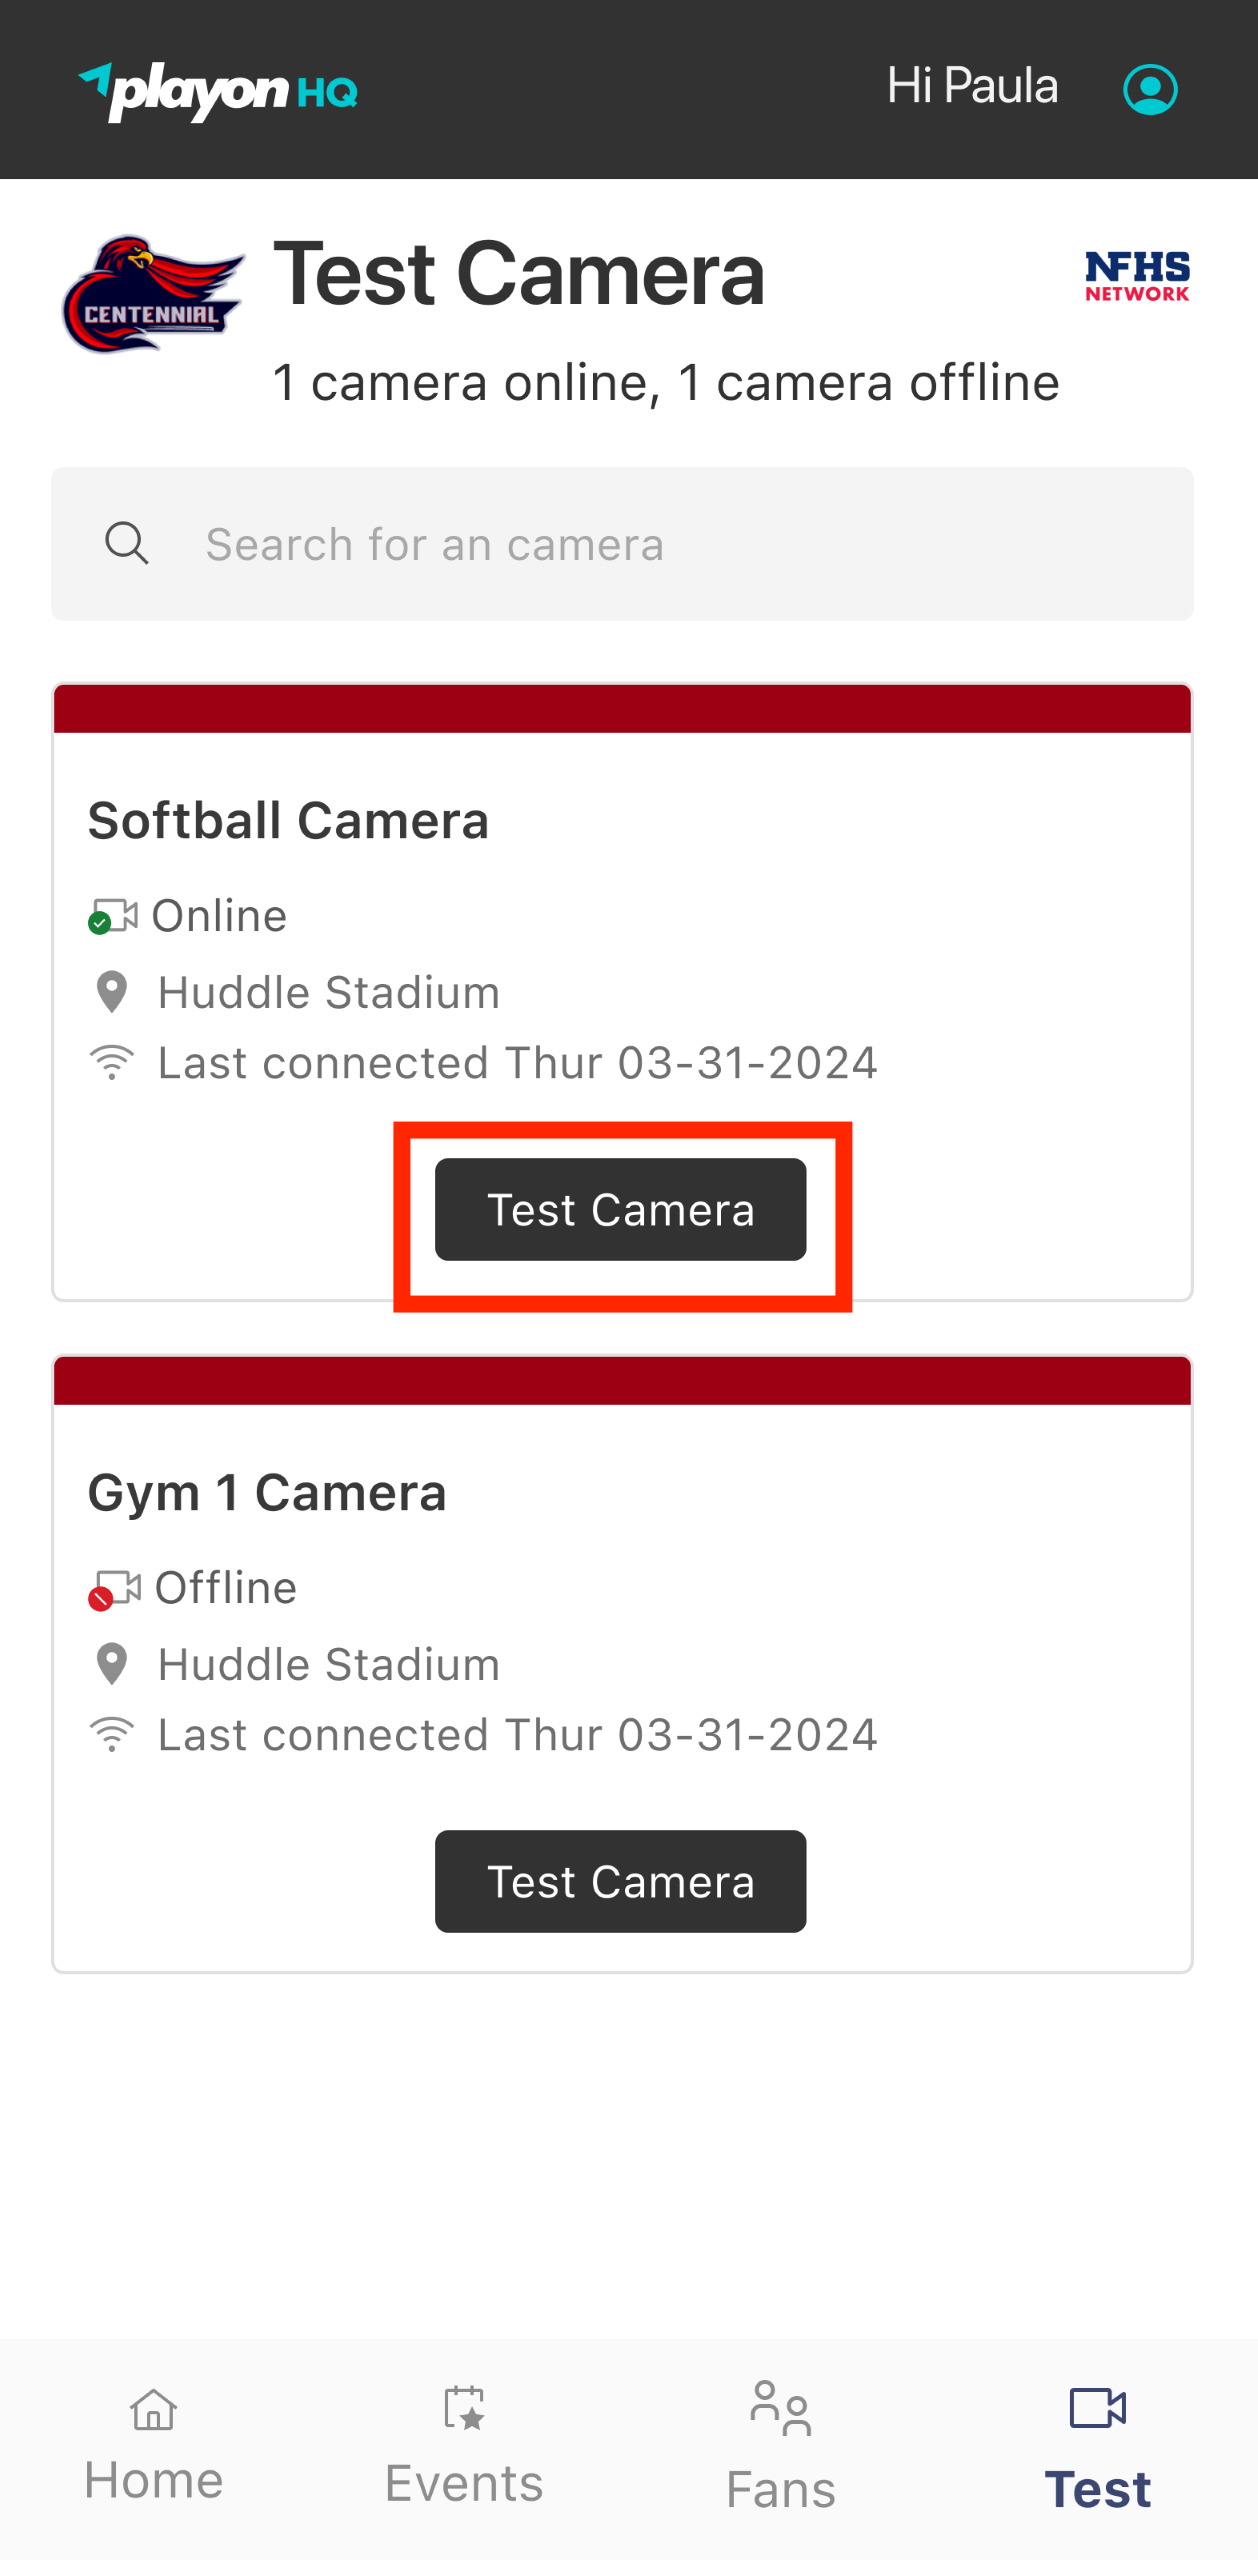 playon HQ
Hi Paula
CENTENNIAL
Test Camera
NFHS
NETWORK
1 camera online, 1 camera offline
Search for an camera
Softball Camera
Online
Huddle Stadium
Last connected Thur 03-31-2024
Test Camera
Gym 1 Camera
Offline
Huddle Stadium
Last connected Thur 03-31-2024
Test Camera
Home
Events
Fans
Test